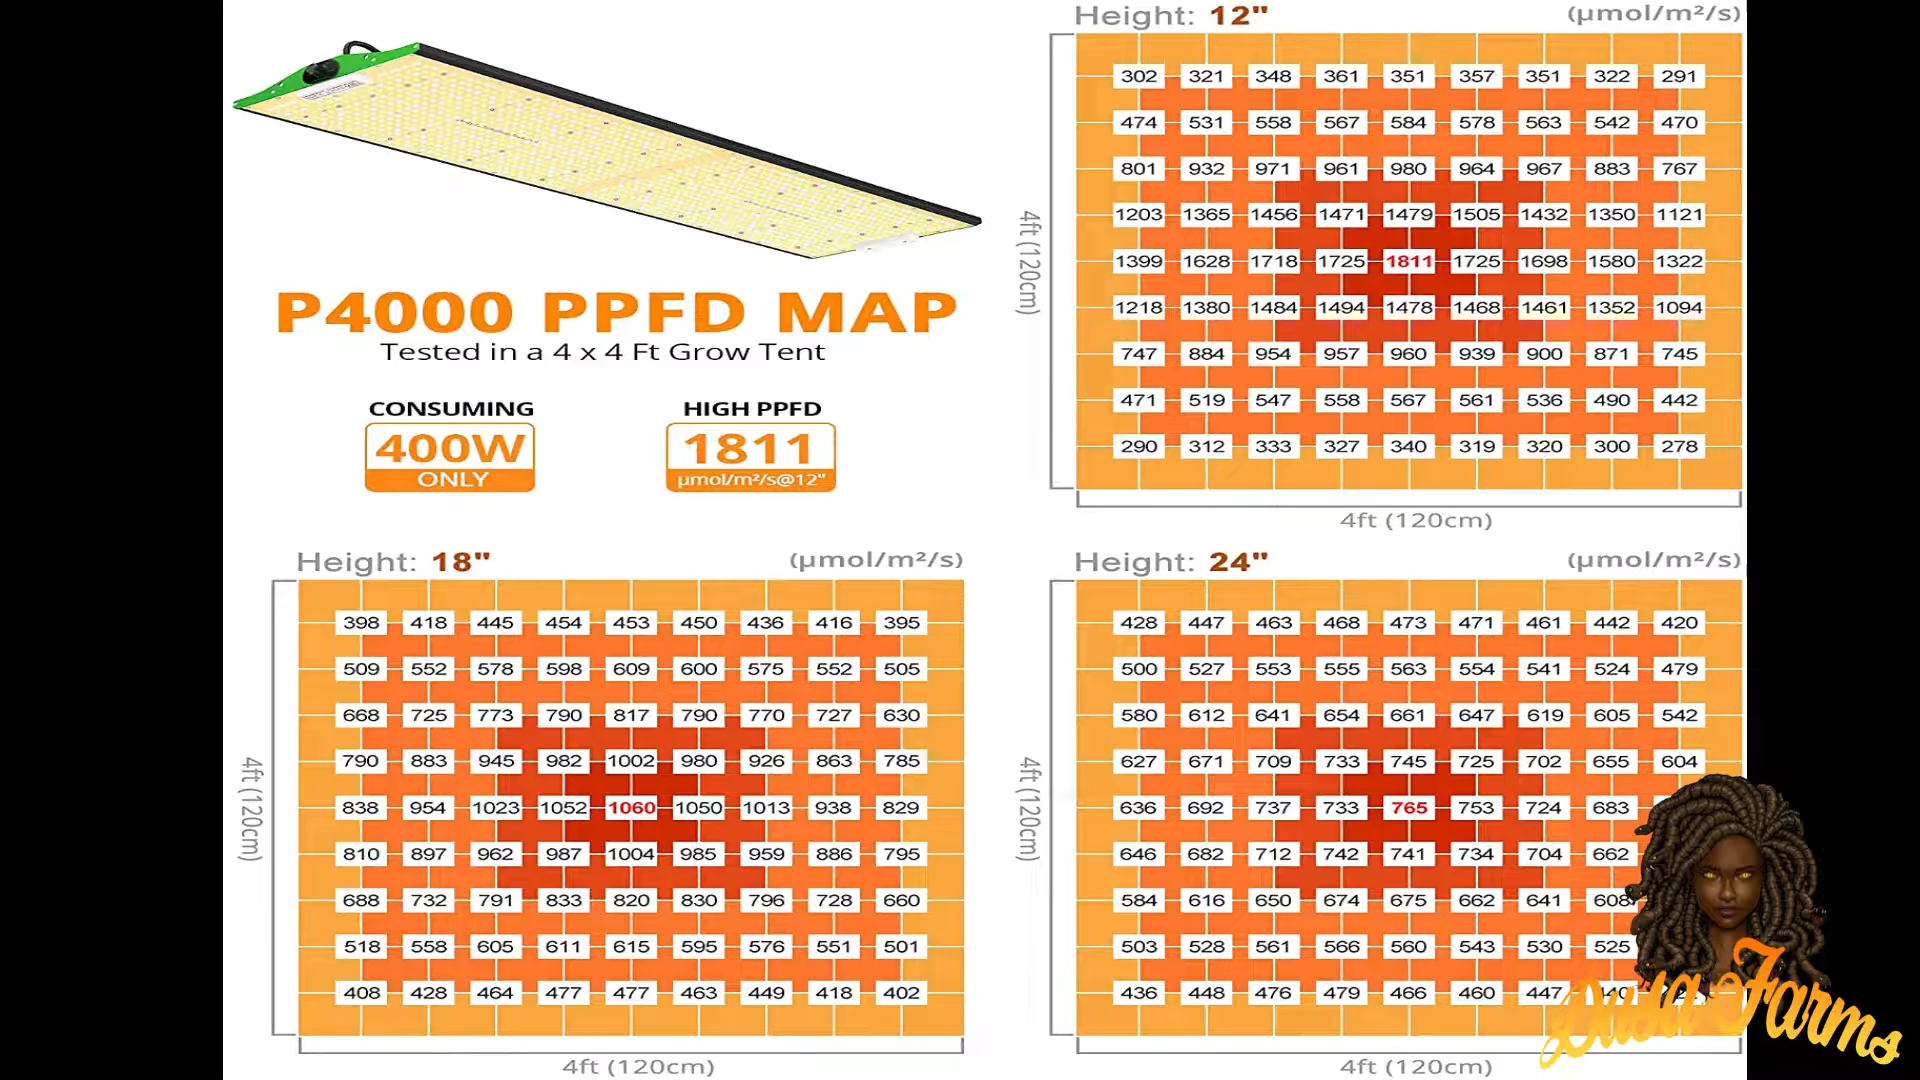 P4000 PPFD MAP
Tested in a 4 x 4 Ft Grow Tent
CONSUMING
400W
ONLY
HIGH PPFD
1811
µmol/m²/s@12"
Height: 12" (µmol/m²/s)
302 321 348 361 351 357 351 322 291
474 531 558 567 584 578 563 542 470
801 932 971 961 980 964 967 883 767
1203 1365 1456 1471 1479 1505 1432 1350 1121
1399 1628 1718 1725 1811 1725 1698 1580 1322
1218 1380 1484 1494 1478 1468 1461 1352 1094
747 884 954 957 960 939 900 871 745
471 519 547 558 567 561 536 490 442
290 312 333 327 340 319 320 300 278
4ft (120cm)
4ft (120cm)
Height: 18" (µmol/m²/s)
398 418 445 454 453 450 436 416 395
509 552 578 598 609 600 575 552 505
668 725 773 790 817 790 770 727 630
790 883 945 982 1002 980 926 863 785
838 954 1023 1052 1060 1050 1013 938 829
810 897 962 987 1004 985 959 886 795
688 732 791 833 820 830 796 728 660
518 558 605 611 615 595 576 551 501
408 428 464 477 477 463 449 418 402
4ft (120cm)
4ft (120cm)
Height: 24" (µmol/m²/s)
428 447 463 468 473 471 461 442 420
500 527 553 555 563 554 541 524 479
580 612 641 654 661 647 619 605 542
627 671 709 733 745 725 702 655 604
636 692 737 733 765 753 724 683
646 682 712 742 741 734 704 662
584 616 650 674 675 662 641 608
503 528 561 566 560 543 530 525
436 448 476 479 466 460 447
4ft (120cm)
4ft (120cm)
Dusa Farms